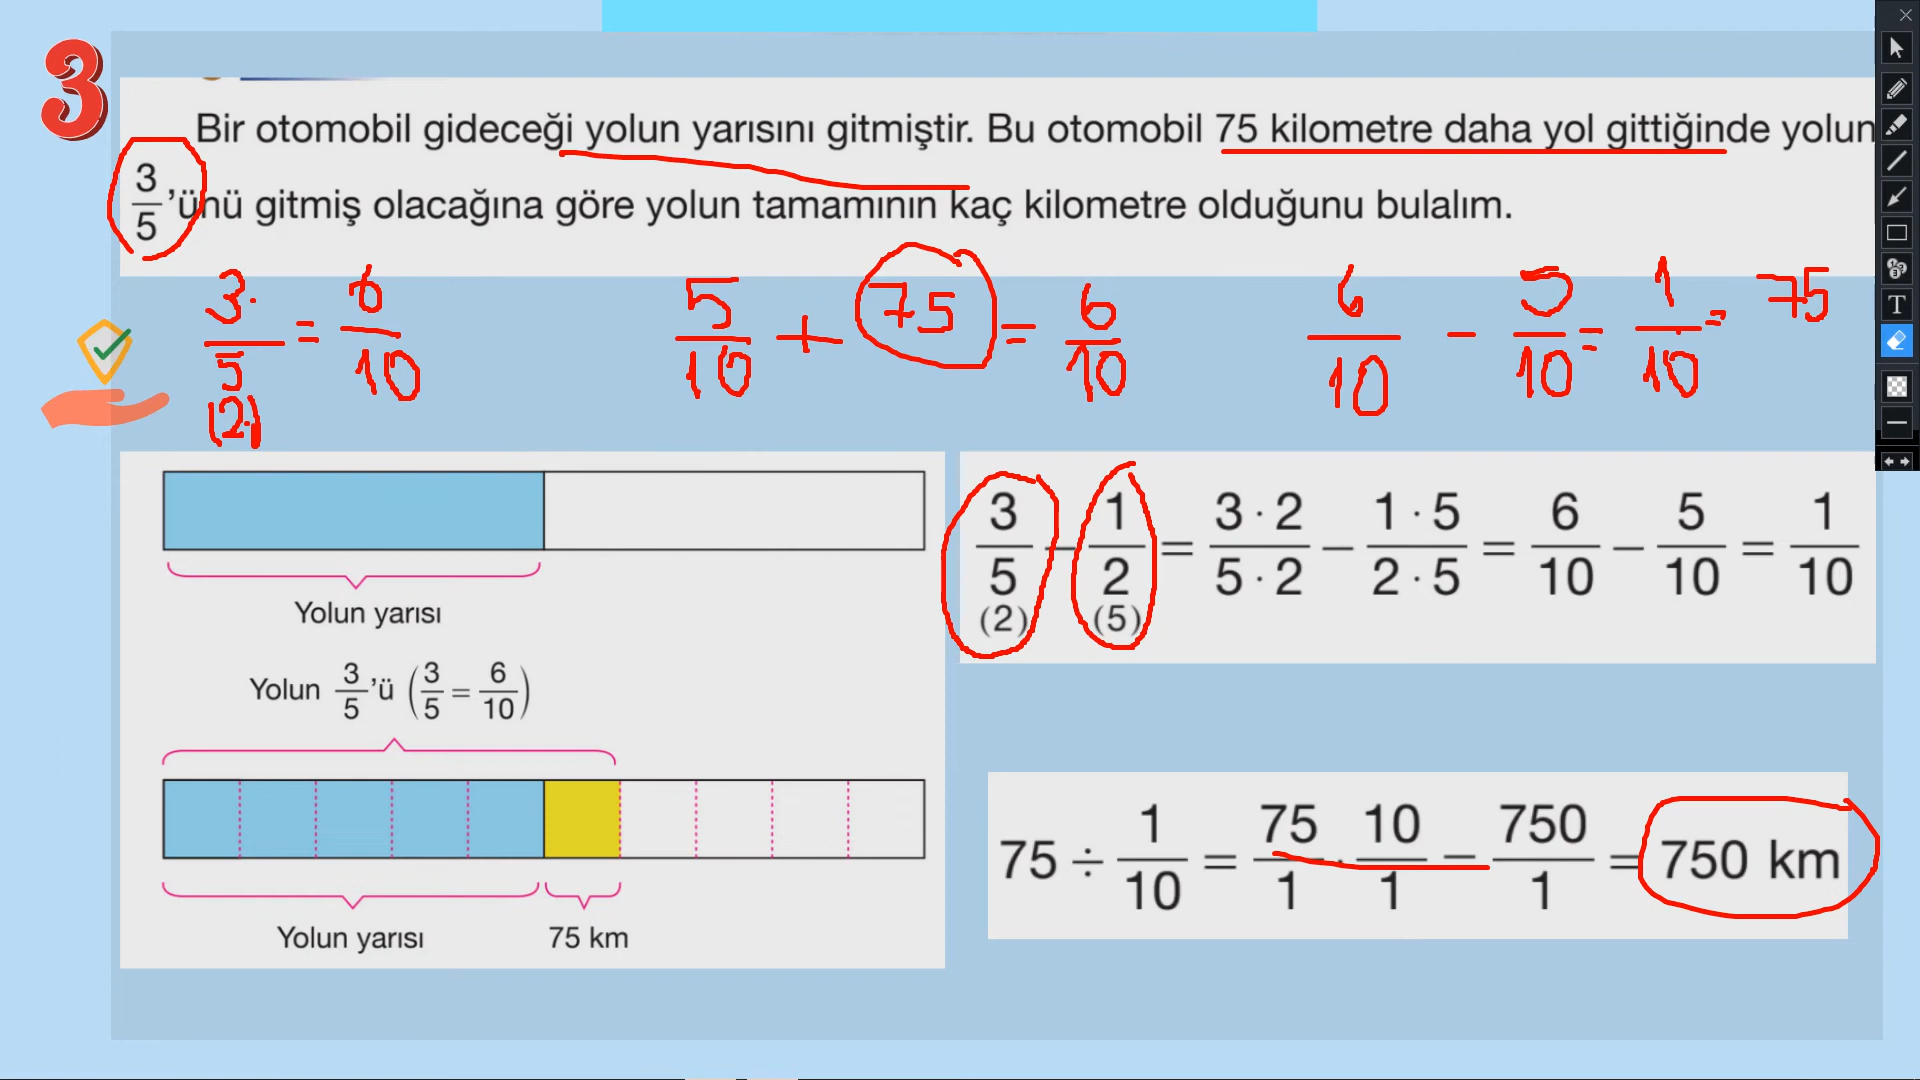 3
Bir otomobil gideceği yolun yarısını gitmiştir. Bu otomobil 75 kilometre daha yol gittiğinde yolun
3/5'ünü gitmiş olacağına göre yolun tamamının kaç kilometre olduğunu bulalım.
3/5 (2) = 6/10
5/10 + 75 = 6/10
6/10 - 5/10 = 1/10 = 75
Yolun yarısı
Yolun 3/5'ü (3/5 = 6/10)
Yolun yarısı 75 km
3/5 (2) − 1/2 (5) = 3 · 2/5 · 2 − 1 · 5/2 · 5 = 6/10 − 5/10 = 1/10
75 ÷ 1/10 = 75/1 · 10/1 = 750/1 = 750 km
T